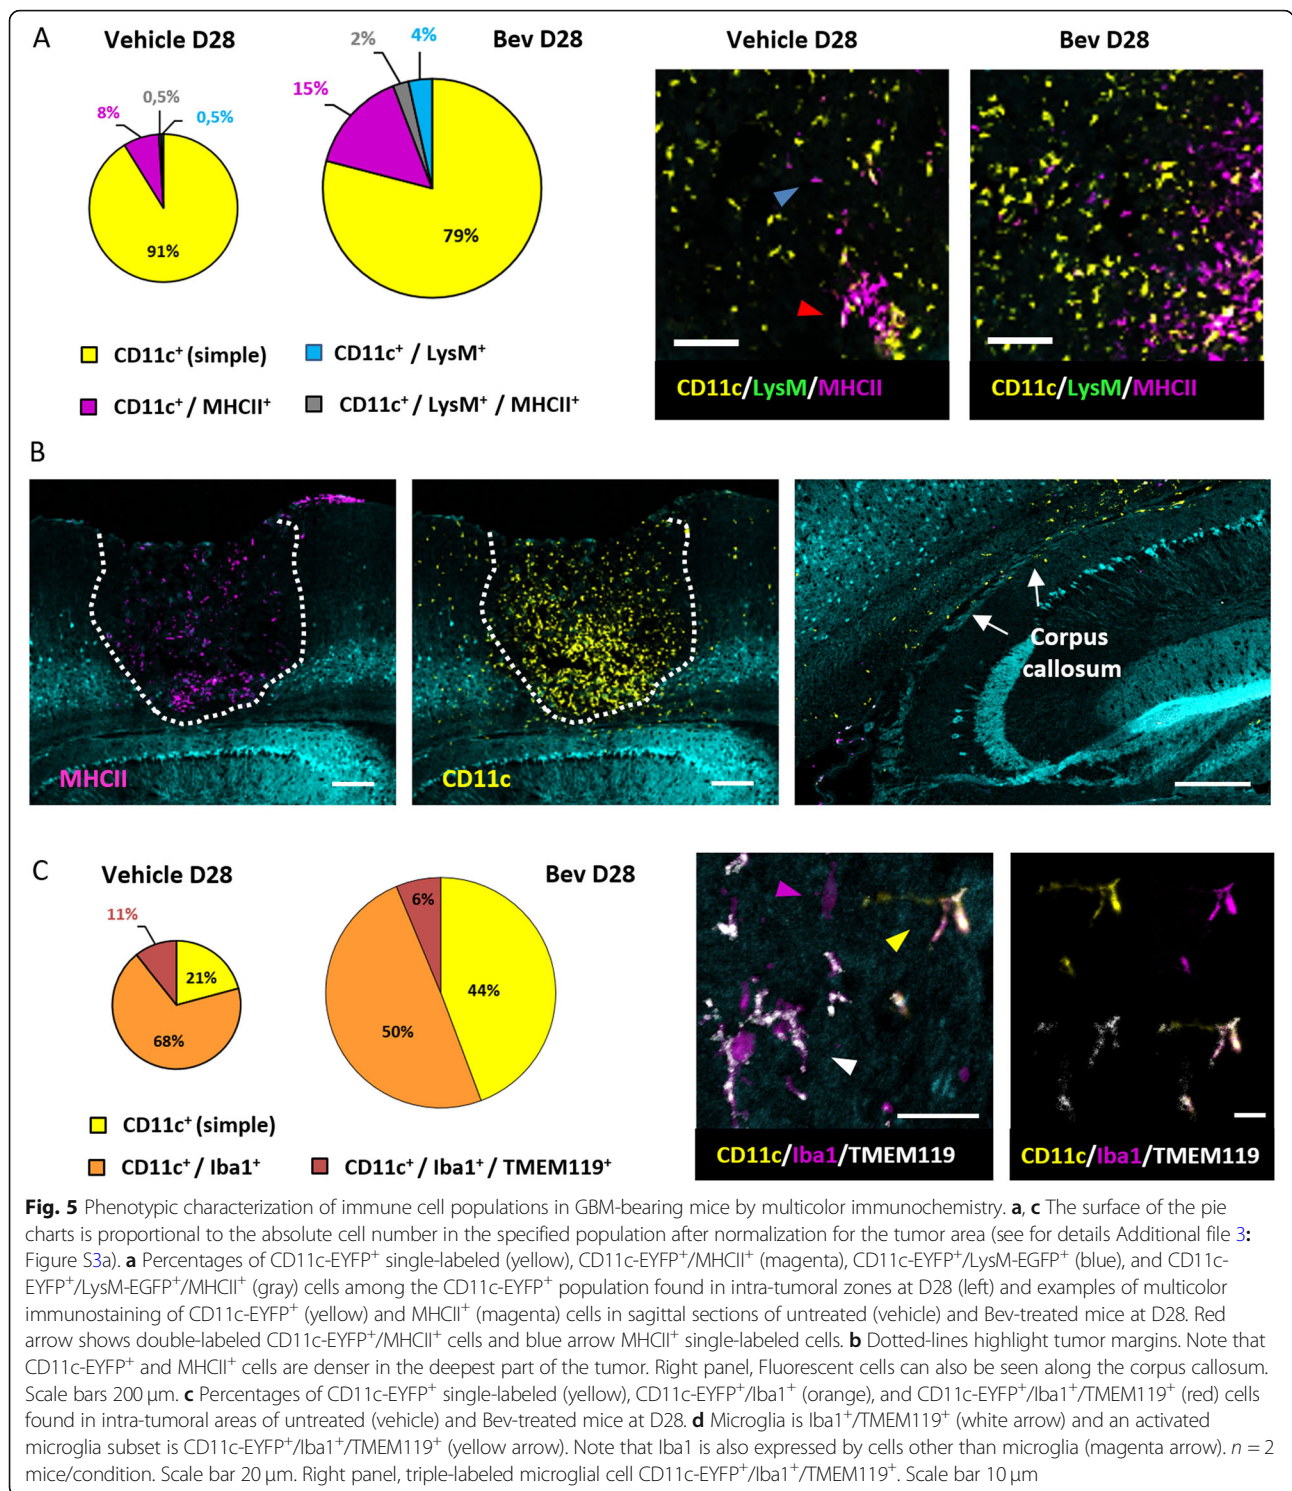 A
Vehicle D28
Bev D28
Vehicle D28
Bev D28
8%
0,5%
0,5%
91%
15%
2%
4%
79%
CD11c⁺ (simple)
CD11c⁺ / LysM⁺
CD11c⁺ / MHCII⁺
CD11c⁺ / LysM⁺ / MHCII⁺
CD11c/LysM/MHCII
CD11c/LysM/MHCII
B
MHCII
CD11c
Corpus
callosum
C
Vehicle D28
Bev D28
11%
21%
68%
6%
44%
50%
CD11c⁺ (simple)
CD11c⁺ / Iba1⁺
CD11c⁺ / Iba1⁺ / TMEM119⁺
CD11c/Iba1/TMEM119
CD11c/Iba1/TMEM119
Fig. 5 Phenotypic characterization of immune cell populations in GBM-bearing mice by multicolor immunochemistry. a, c The surface of the pie
charts is proportional to the absolute cell number in the specified population after normalization for the tumor area (see for details Additional file 3:
Figure S3a). a Percentages of CD11c-EYFP⁺ single-labeled (yellow), CD11c-EYFP⁺/MHCII⁺ (magenta), CD11c-EYFP⁺/LysM-EGFP⁺ (blue), and CD11c-
EYFP⁺/LysM-EGFP⁺/MHCII⁺ (gray) cells among the CD11c-EYFP⁺ population found in intra-tumoral zones at D28 (left) and examples of multicolor
immunostaining of CD11c-EYFP⁺ (yellow) and MHCII⁺ (magenta) cells in sagittal sections of untreated (vehicle) and Bev-treated mice at D28. Red
arrow shows double-labeled CD11c-EYFP⁺/MHCII⁺ cells and blue arrow MHCII⁺ single-labeled cells. b Dotted-lines highlight tumor margins. Note that
CD11c-EYFP⁺ and MHCII⁺ cells are denser in the deepest part of the tumor. Right panel, Fluorescent cells can also be seen along the corpus callosum.
Scale bars 200 μm. c Percentages of CD11c-EYFP⁺ single-labeled (yellow), CD11c-EYFP⁺/Iba1⁺ (orange), and CD11c-EYFP⁺/Iba1⁺/TMEM119⁺ (red) cells
found in intra-tumoral areas of untreated (vehicle) and Bev-treated mice at D28. d Microglia is Iba1⁺/TMEM119⁺ (white arrow) and an activated
microglia subset is CD11c-EYFP⁺/Iba1⁺/TMEM119⁺ (yellow arrow). Note that Iba1 is also expressed by cells other than microglia (magenta arrow). n = 2
mice/condition. Scale bar 20 μm. Right panel, triple-labeled microglial cell CD11c-EYFP⁺/Iba1⁺/TMEM119⁺. Scale bar 10 μm